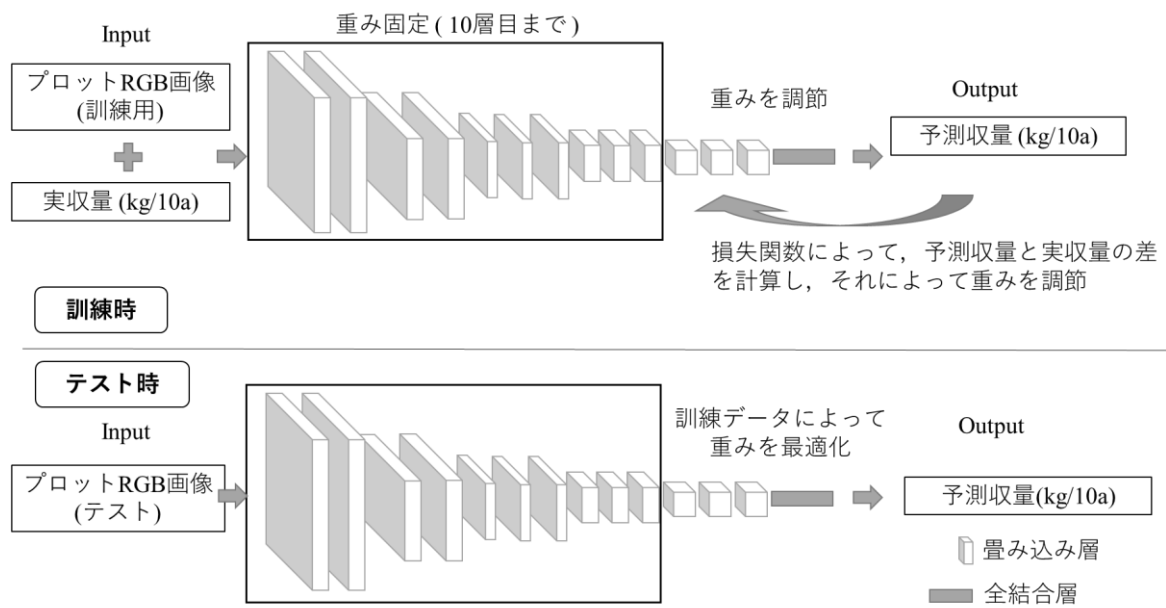 Input
プロットRGB画像
(訓練用)
実収量 (kg/10a)
重み固定 ( 10層目まで )
重みを調節
Output
予測収量 (kg/10a)
損失関数によって，予測収量と実収量の差
を計算し，それによって重みを調節
訓練時
テスト時
Input
プロットRGB画像
(テスト)
訓練データによって
重みを最適化
Output
予測収量(kg/10a)
畳み込み層
全結合層